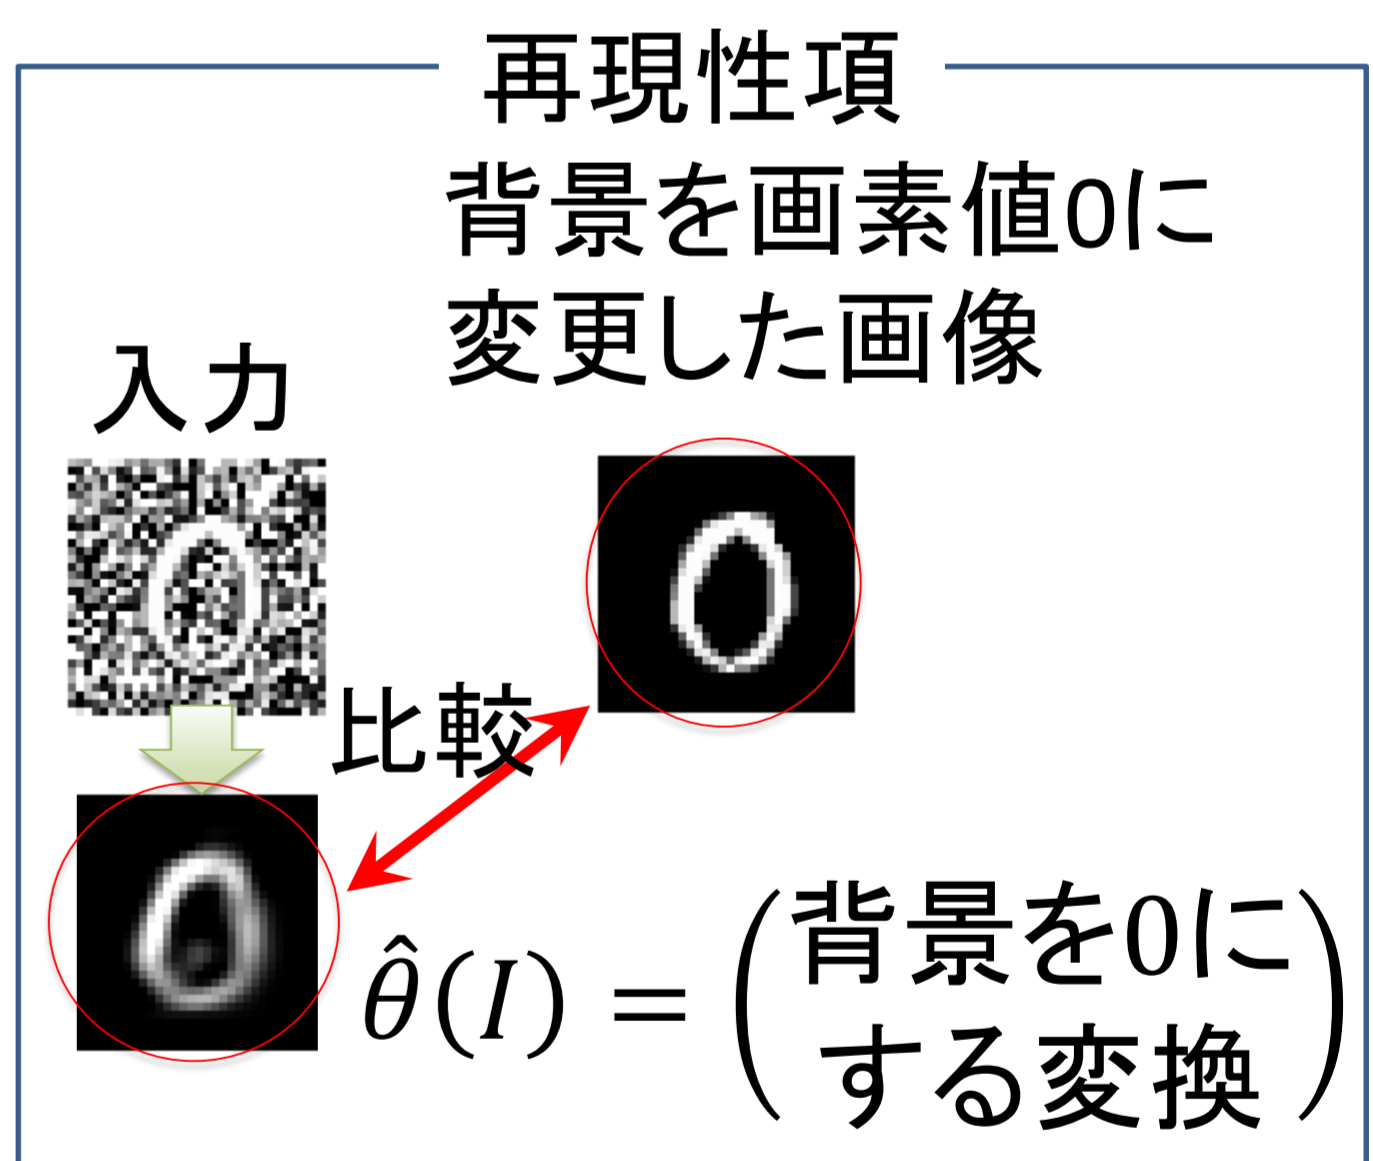 再現性項
背景を画素値0に
変更した画像
入力
比較
θ̂(I) = (背景を0に
する変換)